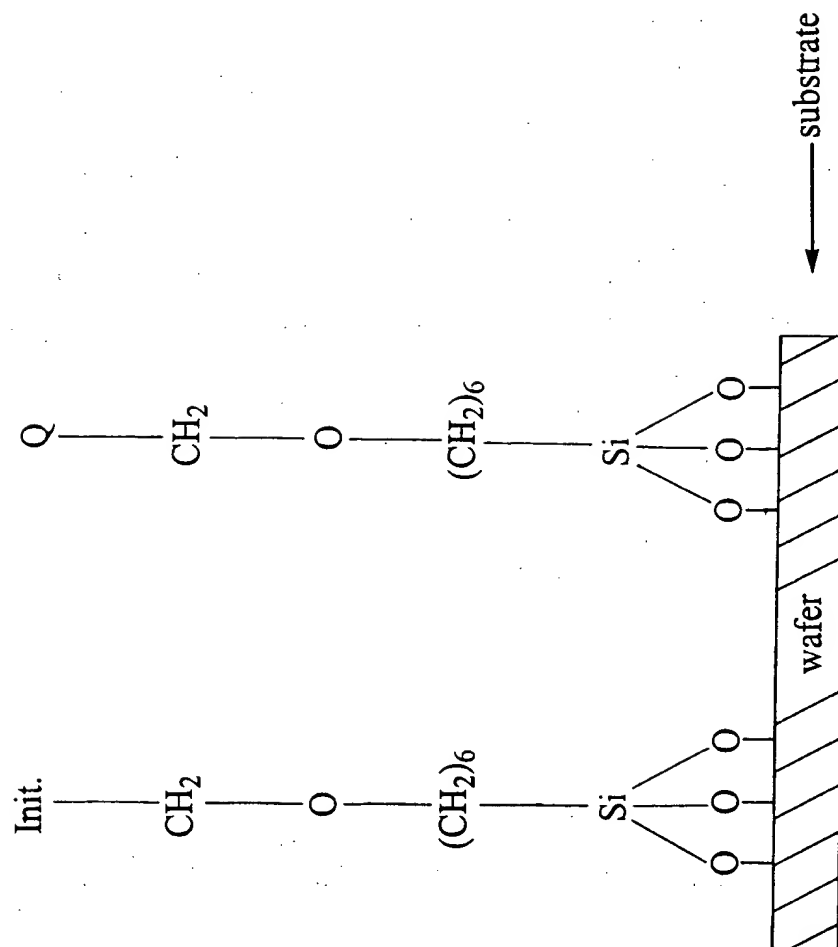 Init. Q
CH₂ CH₂
O O
(CH₂)₆ (CH₂)₆
Si Si
O O O O O O
wafer substrate